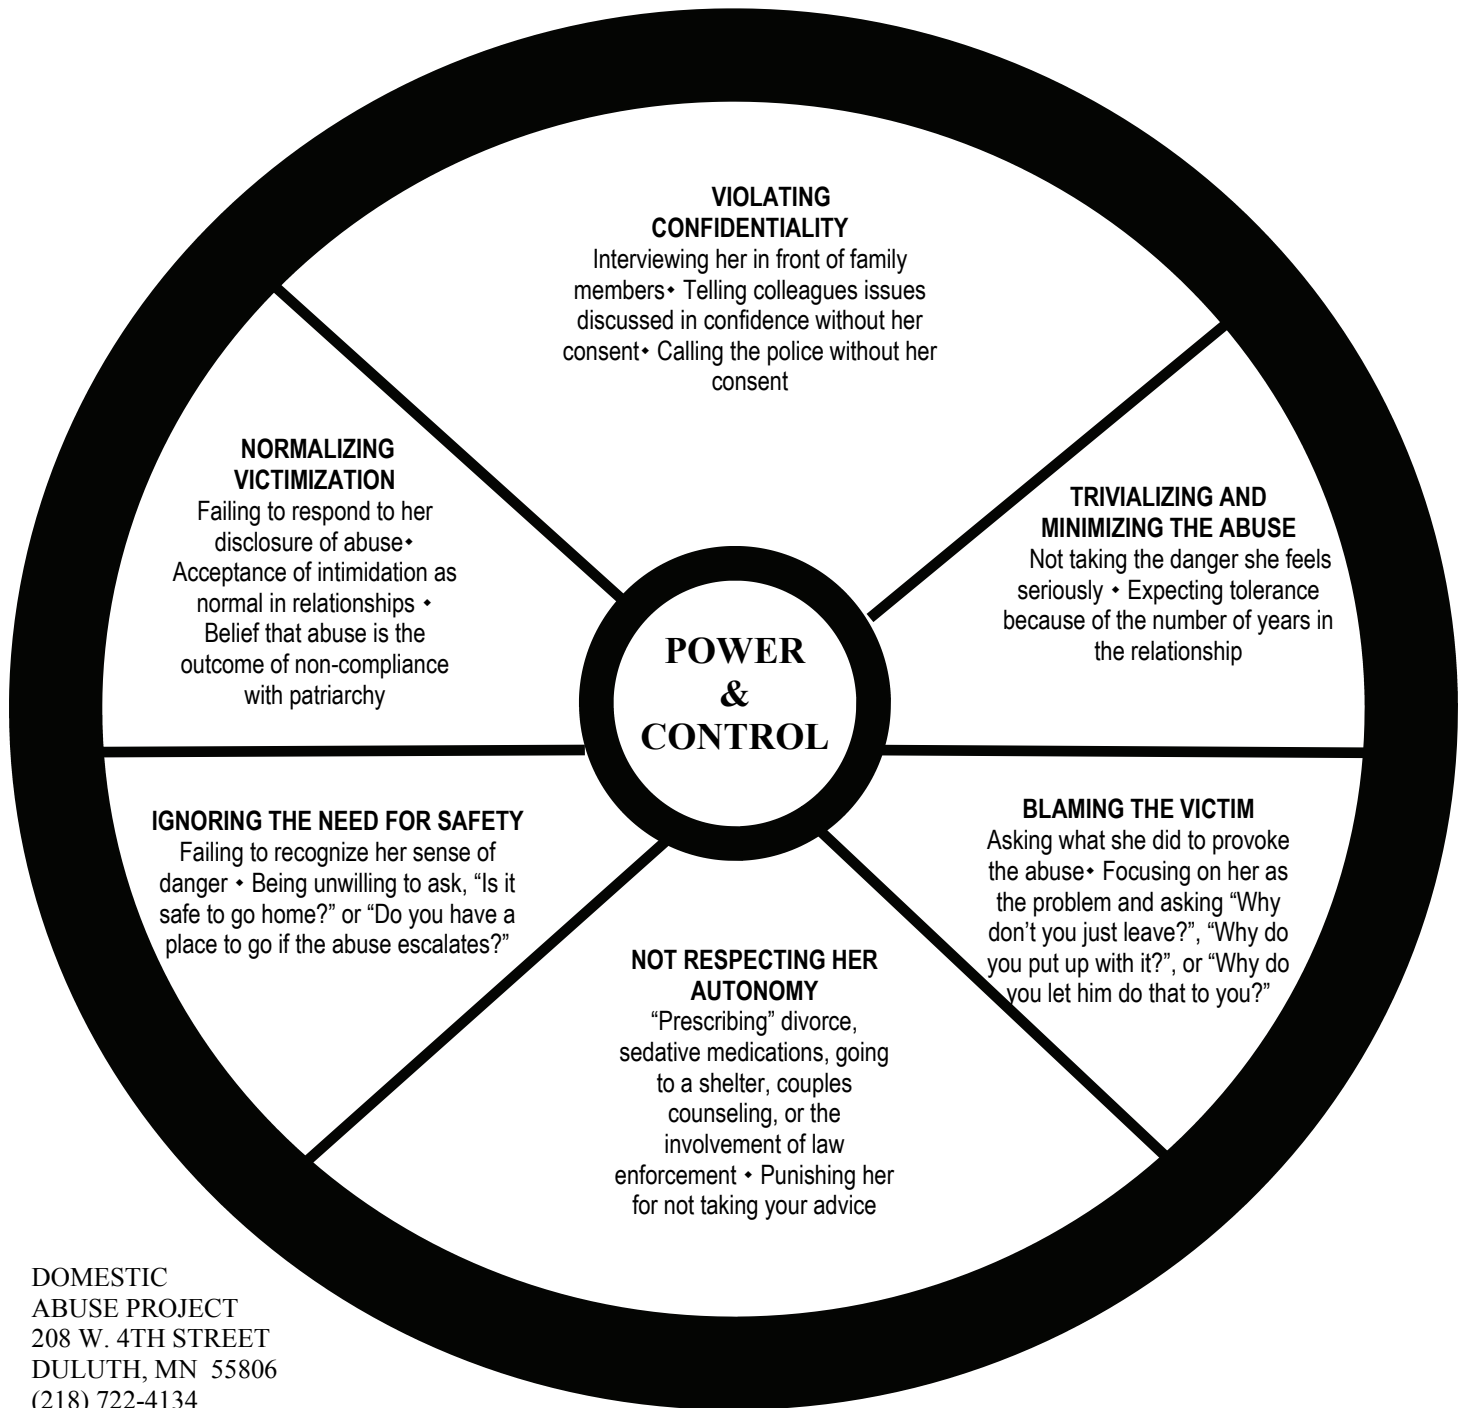 VIOLATING
CONFIDENTIALITY
Interviewing her in front of family
members• Telling colleagues issues
discussed in confidence without her
consent• Calling the police without her
consent
NORMALIZING
VICTIMIZATION
Failing to respond to her
disclosure of abuse•
Acceptance of intimidation as
normal in relationships •
Belief that abuse is the
outcome of non-compliance
with patriarchy
TRIVIALIZING AND
MINIMIZING THE ABUSE
Not taking the danger she feels
seriously • Expecting tolerance
because of the number of years in
the relationship
POWER
&
CONTROL
IGNORING THE NEED FOR SAFETY
Failing to recognize her sense of
danger • Being unwilling to ask, “Is it
safe to go home?” or “Do you have a
place to go if the abuse escalates?”
BLAMING THE VICTIM
Asking what she did to provoke
the abuse• Focusing on her as
the problem and asking “Why
don’t you just leave?”, “Why do
you put up with it?”, or “Why do
you let him do that to you?”
NOT RESPECTING HER
AUTONOMY
“Prescribing” divorce,
sedative medications, going
to a shelter, couples
counseling, or the
involvement of law
enforcement • Punishing her
for not taking your advice
DOMESTIC
ABUSE PROJECT
208 W. 4TH STREET
DULUTH, MN  55806
(218) 722-4134